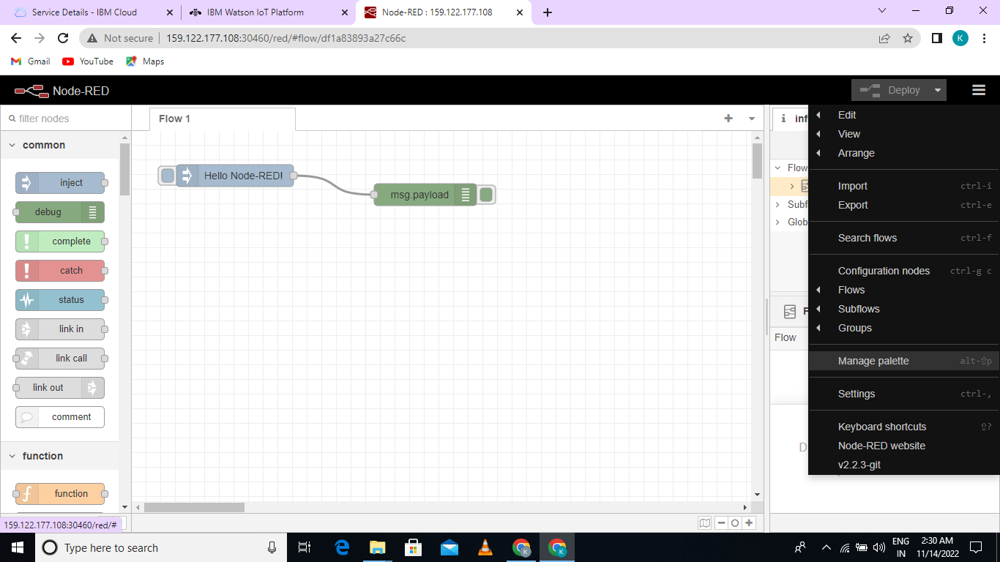 Service Details - IBM Cloud
IBM Watson IoT Platform
Node-RED : 159.122.177.108
Not secure
159.122.177.108:30460/red/#flow/df1a83893a27c66c
K
Gmail
YouTube
Maps
Node-RED
Deploy
filter nodes
Flow 1
inf
common
inject
debug
complete
catch
status
link in
link call
link out
comment
function
function
Hello Node-RED!
msg.payload
Flow
Subf
Glob
F
Flow
D
Edit
View
Arrange
Import ctrl-i
Export ctrl-e
Search flows ctrl-f
Configuration nodes ctrl-g c
Flows
Subflows
Groups
Manage palette alt-⇧p
Settings ctrl-,
Keyboard shortcuts ⇧?
Node-RED website
v2.2.3-git
159.122.177.108:30460/red/#
Type here to search
K
K
ENG
IN
2:30 AM
11/14/2022